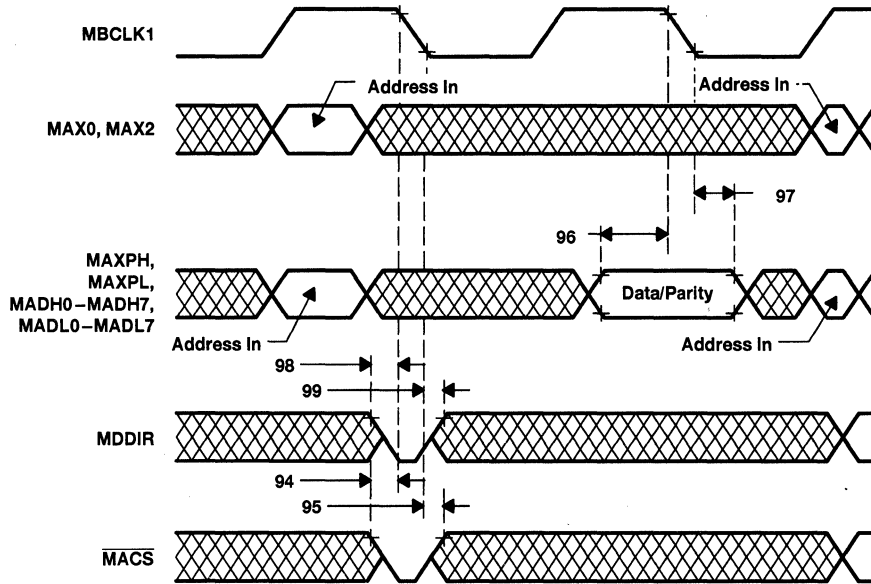 MBCLK1
Address In
Address In
MAX0, MAX2
97
96
MAXPH,
MAXPL,
MADH0–MADH7,
MADL0–MADL7
Data/Parity
Address In
Address In
98
99
MDDIR
94
95
MACS